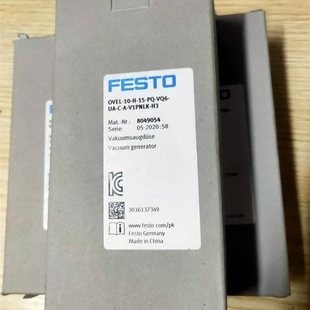 FESTO
OVEL-10-H-15-PQ-VQ6-
UA-C-A-V1PNLK-H3
Mat.-Nr.: 8049054
Serie: 05-2020:58
Vakuumsaugdüse
Vacuum generator
3036137349
www.festo.com/pk
Festo Germany
Made in China